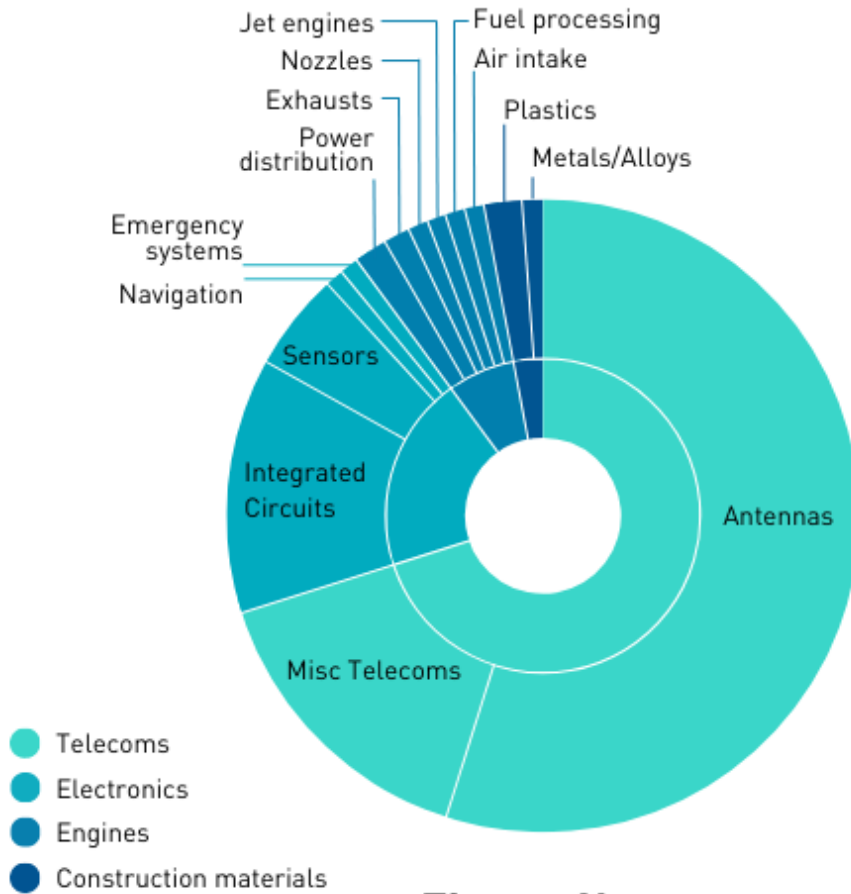 Jet engines
Fuel processing
Nozzles
Air intake
Exhausts
Plastics
Power
distribution
Metals/Alloys
Emergency
systems
Navigation
Sensors
Integrated
Circuits
Antennas
Misc Telecoms
Telecoms
Electronics
Engines
Construction materials